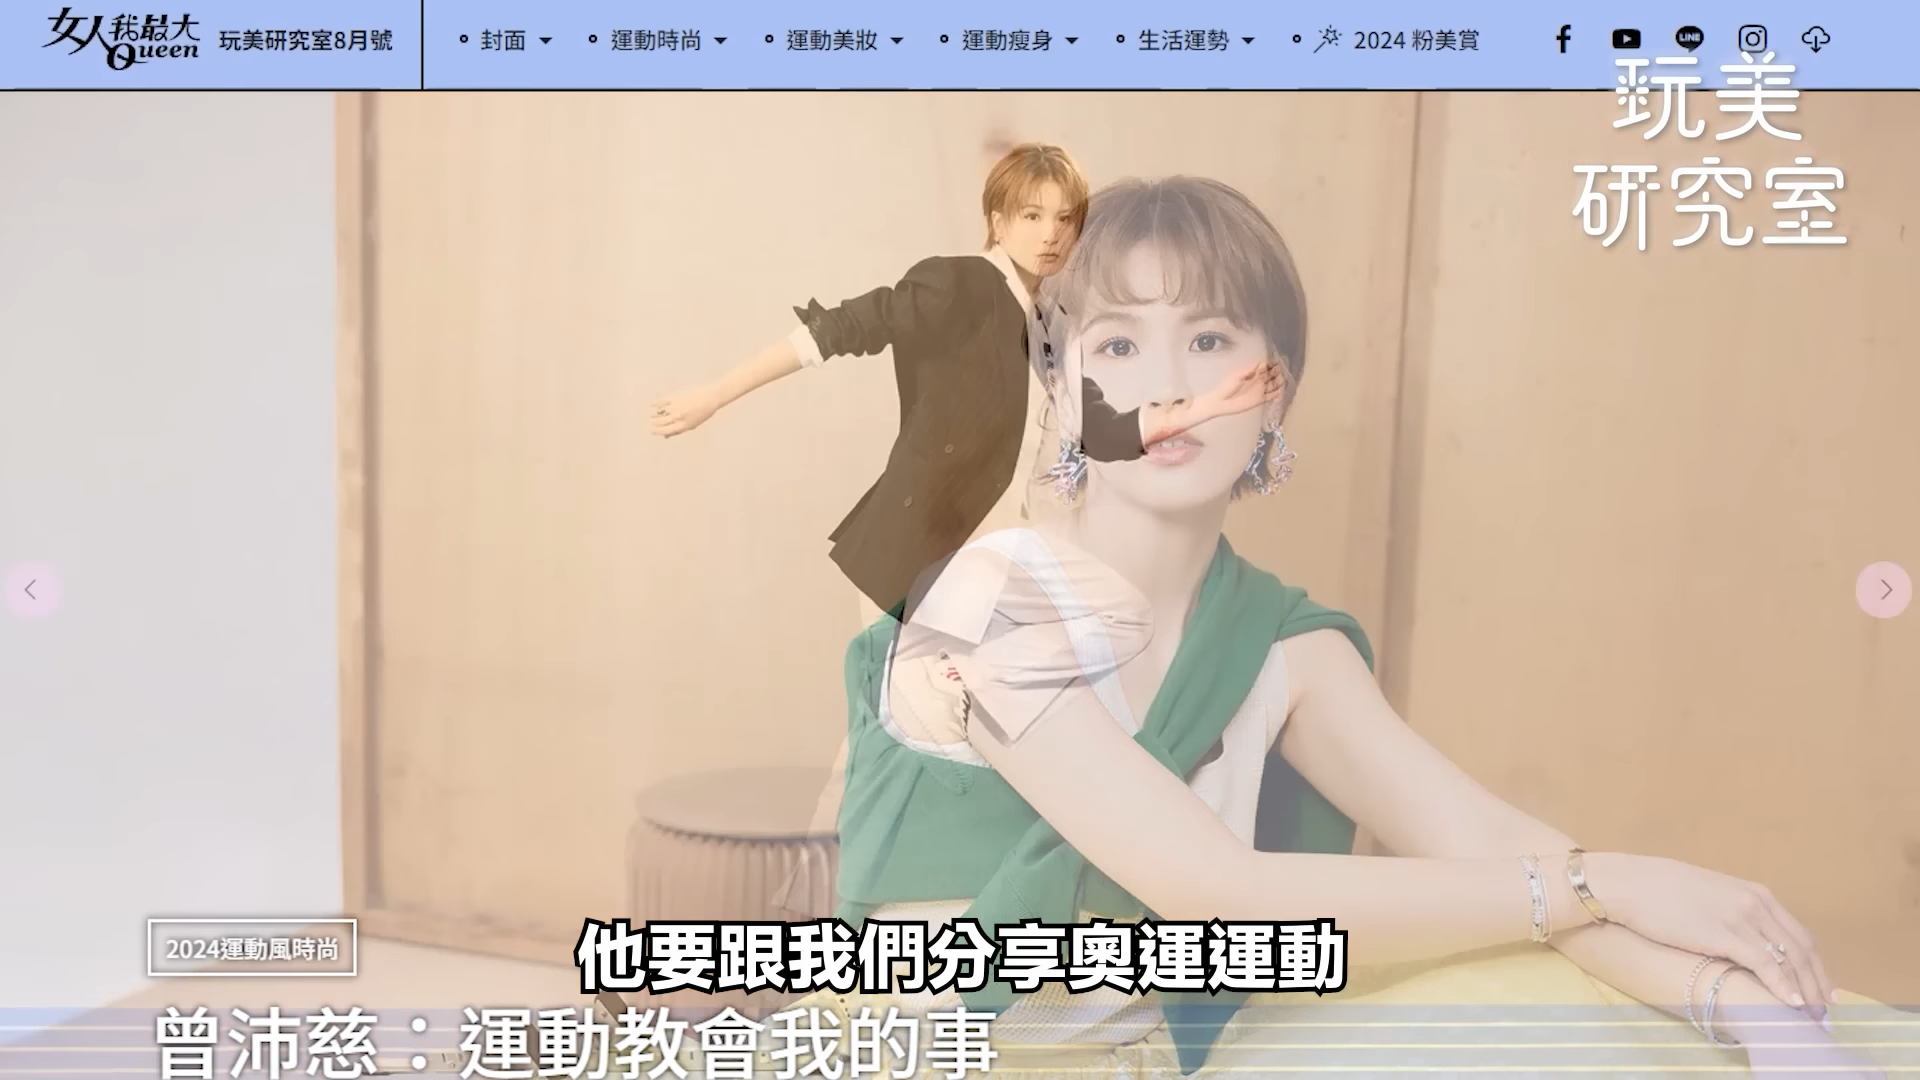 女人我最大
Queen
玩美研究室8月號
封面
運動時尚
運動美妝
運動瘦身
生活運勢
2024 粉美賞
LINE
玩美
研究室
2024運動風時尚
他要跟我們分享奧運運動
曾沛慈：運動教會我的事